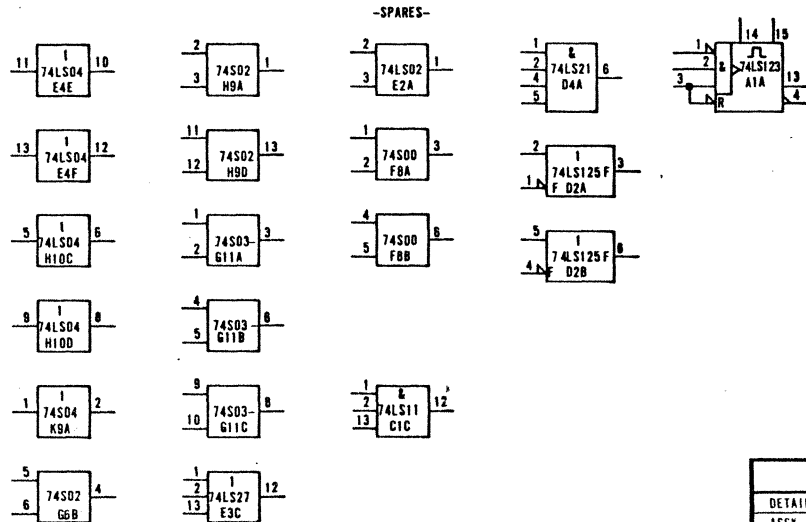 -SPARES-
11 1 74LS04 E4E 10
2 3 74S02 H9A 1
2 3 74LS02 E2A 1
1 2 4 5 & 74LS21 D4A 6
14 15
1 2 3 & R 74LS123 A1A 13 4
13 1 74LS04 E4F 12
11 12 74S02 H9D 13
1 2 74S00 F8A 3
2 1 F 1 74LS125 F D2A 3
5 1 74LS04 H10C 6
1 2 74S03 G11A 3
4 5 74S00 F8B 6
5 4 F 1 74LS125 F D2B 6
9 1 74LS04 H10D 8
4 5 74S03 G11B 6
1 1 74S04 K9A 2
9 10 74S03 G11C 8
1 2 13 & 74LS11 C1C 12
5 6 74S02 G6B 4
1 2 13 1 74LS27 E3C 12
DETAIL